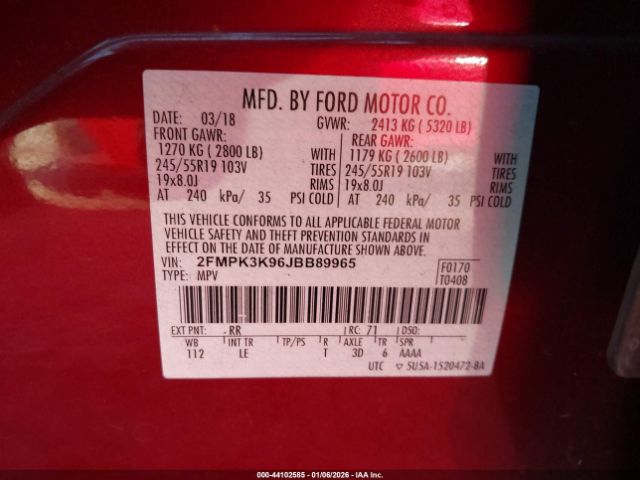 MFD. BY FORD MOTOR CO.
DATE: 03/18 GVWR: 2413 KG ( 5320 LB)
FRONT GAWR: REAR GAWR:
1270 KG ( 2800 LB) WITH 1179 KG ( 2600 LB) WITH
245/55R19 103V TIRES 245/55R19 103V TIRES
19x8.0J RIMS 19x8.0J RIMS
AT 240 kPa/ 35 PSI COLD AT 240 kPa/ 35 PSI COLD
THIS VEHICLE CONFORMS TO ALL APPLICABLE FEDERAL MOTOR
VEHICLE SAFETY AND THEFT PREVENTION STANDARDS IN
EFFECT ON THE DATE OF MANUFACTURE SHOWN ABOVE.
VIN: 2FMPK3K96JBB89965 F0170
TYPE: MPV T0408
EXT PNT: RR RC: 71 DSO:
WB INT TR TP/PS R AXLE TR SPR
112 LE T 3D 6 AAAA
UTC ▽ 5U5A-1520472-BA
000-44102585 | 01/06/2026 - © IAA Inc.